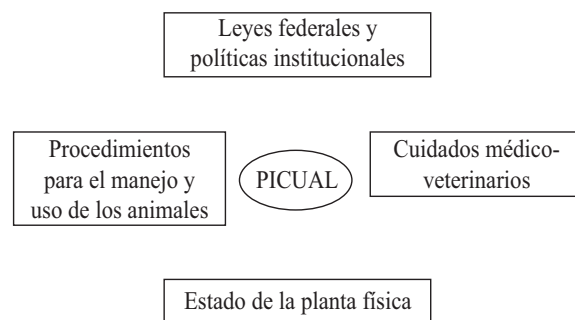 Leyes federales y
políticas institucionales
Procedimientos
para el manejo y
uso de los animales
PICUAL
Cuidados médico-
veterinarios
Estado de la planta física